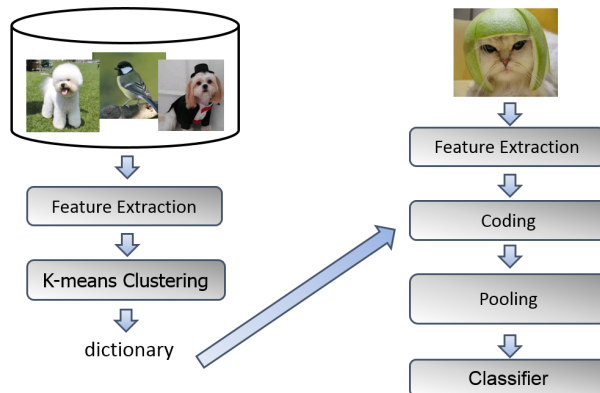 Feature Extraction
K-means Clustering
dictionary
Feature Extraction
Coding
Pooling
Classifier